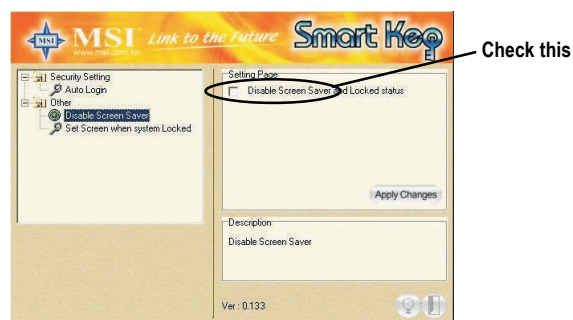 MSI
MSI Link to the Future
www.msi.com.tw
Smart Key
Check this
Security Setting
Auto Login
Other
Disable Screen Saver
Set Screen when system Locked
Setting Page
Disable Screen Saver and Locked status
Apply Changes
Description
Disable Screen Saver
Ver : 0.133